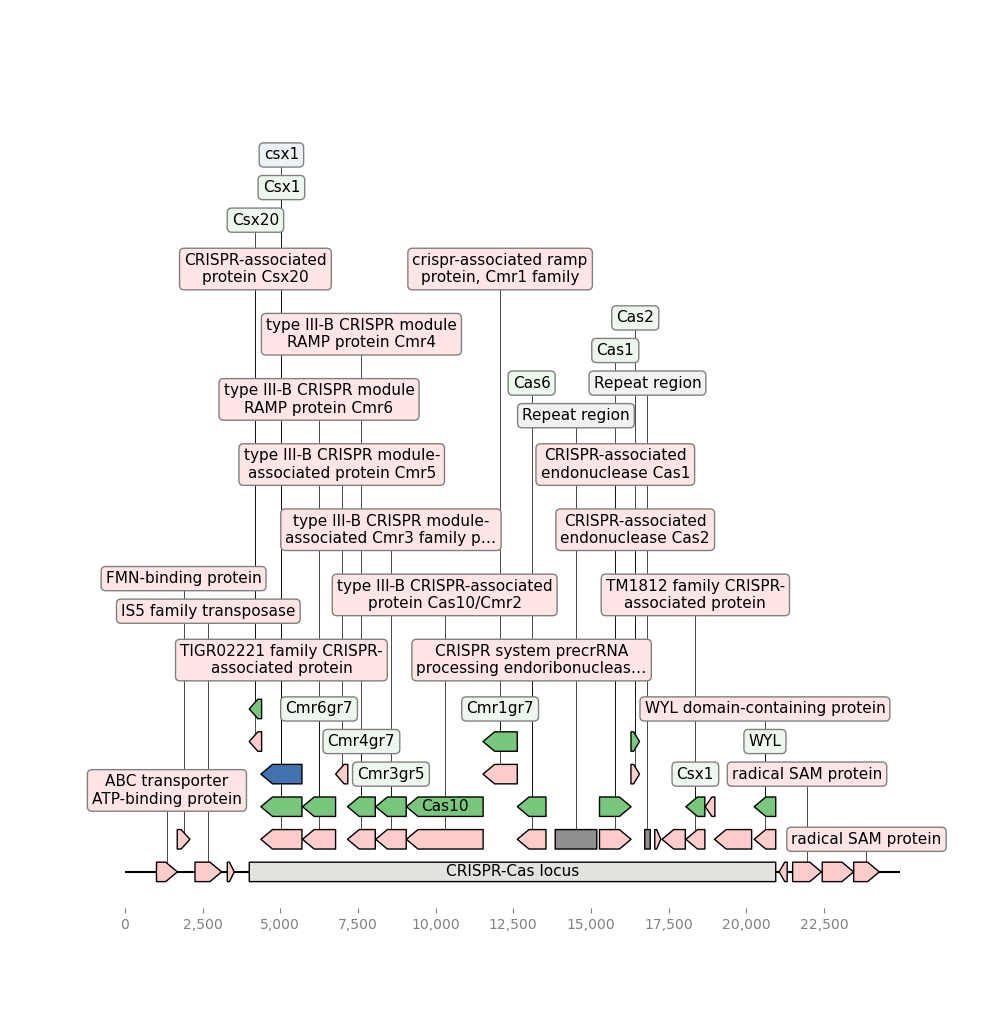 csx1
Csx1
Csx20
CRISPR-associated
protein Csx20
crispr-associated ramp
protein, Cmr1 family
type III-B CRISPR module
RAMP protein Cmr4
Cas2
Cas1
type III-B CRISPR module
RAMP protein Cmr6
Cas6
Repeat region
Repeat region
type III-B CRISPR module-
associated protein Cmr5
CRISPR-associated
endonuclease Cas1
type III-B CRISPR module-
associated Cmr3 family p...
CRISPR-associated
endonuclease Cas2
FMN-binding protein
IS5 family transposase
type III-B CRISPR-associated
protein Cas10/Cmr2
TM1812 family CRISPR-
associated protein
TIGR02221 family CRISPR-
associated protein
CRISPR system precrRNA
processing endoribonucleas...
Cmr6gr7
Cmr1gr7
WYL domain-containing protein
Cmr4gr7
WYL
ABC transporter
ATP-binding protein
Cmr3gr5
Csx1
radical SAM protein
Cas10
radical SAM protein
CRISPR-Cas locus
0
2,500
5,000
7,500
10,000
12,500
15,000
17,500
20,000
22,500